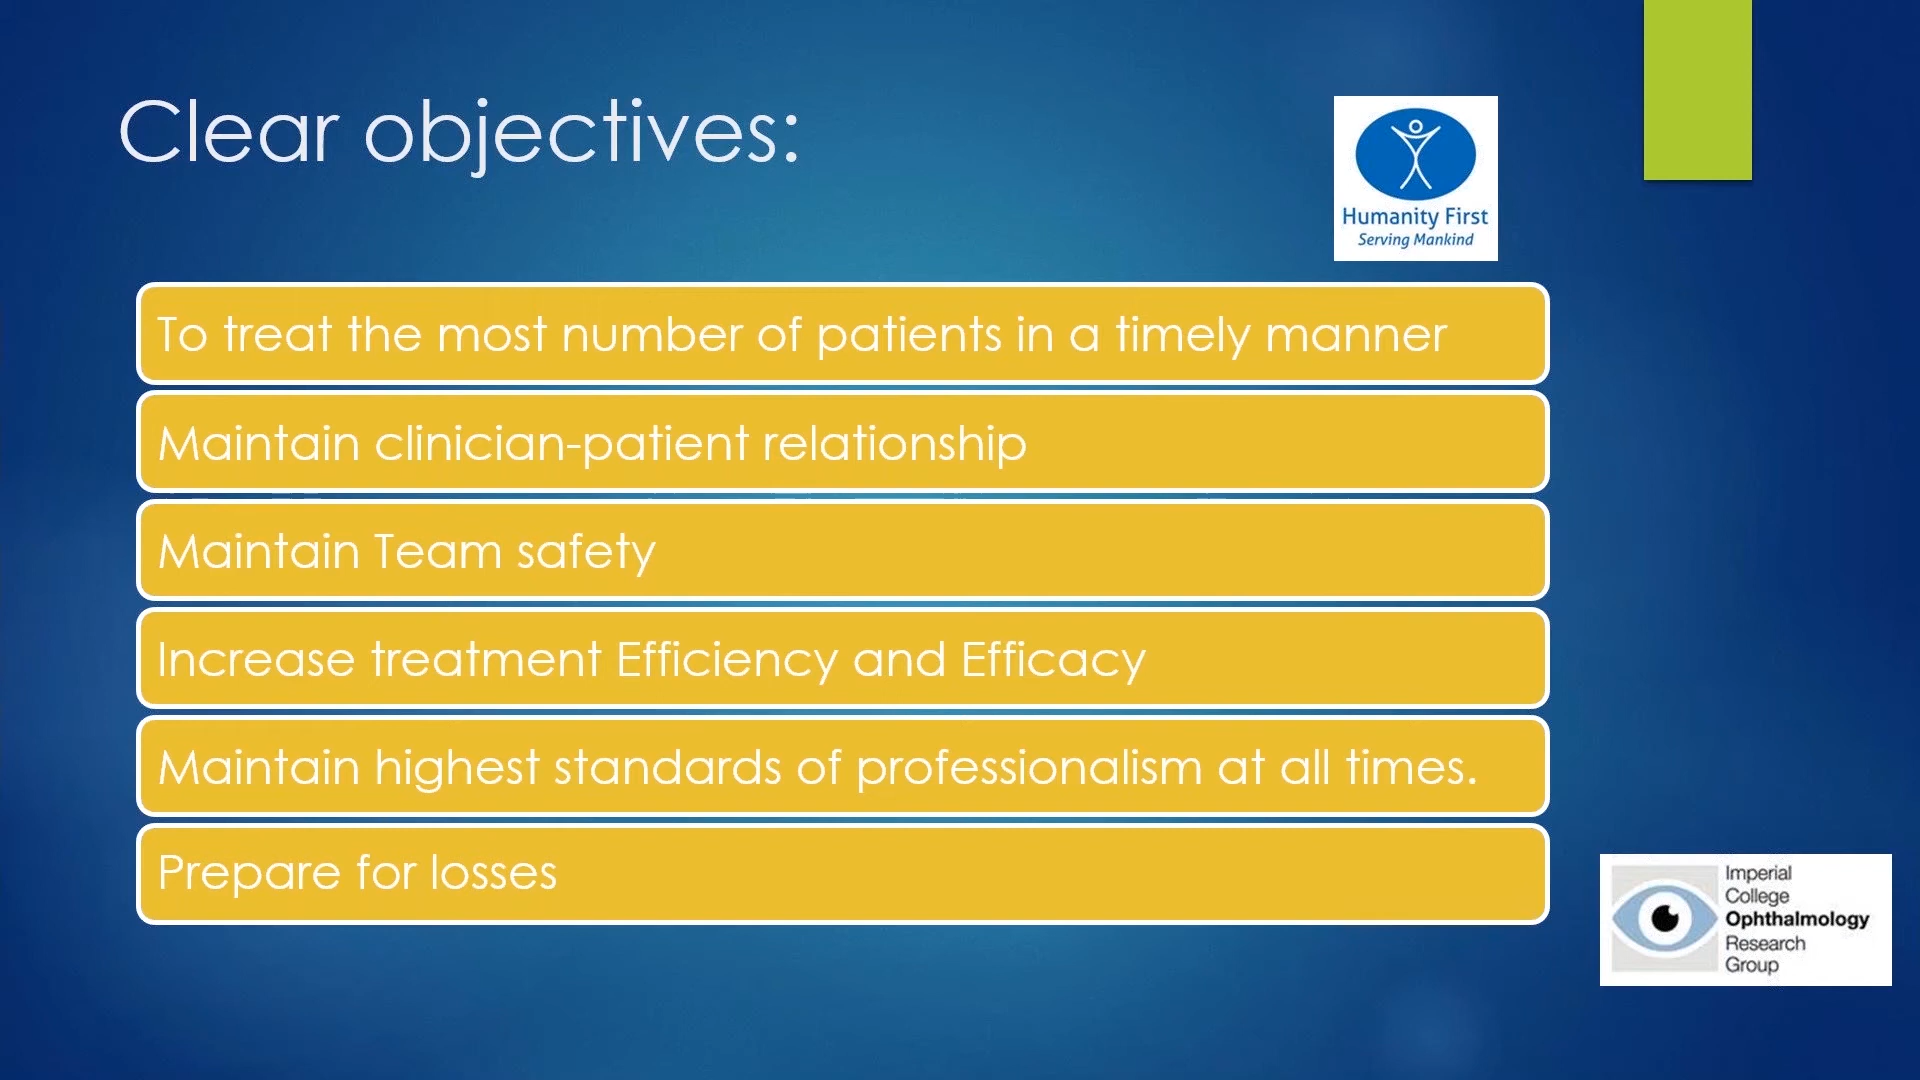 Clear objectives:
Humanity First
Serving Mankind
To treat the most number of patients in a timely manner
Maintain clinician-patient relationship
Maintain Team safety
Increase treatment Efficiency and Efficacy
Maintain highest standards of professionalism at all times.
Prepare for losses
Imperial
College
Ophthalmology
Research
Group